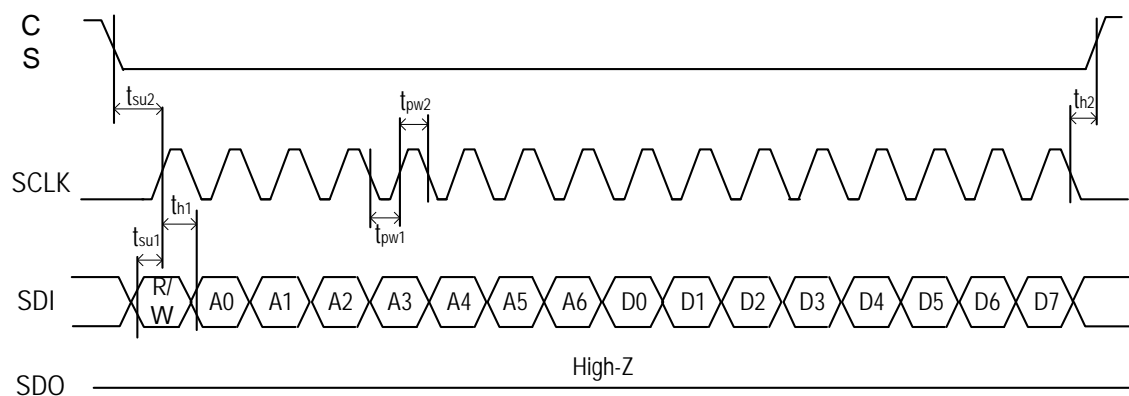 C
S
tsu2
tpw2
th2
SCLK
th1
tsu1
tpw1
SDI
R/
W
A0 A1 A2 A3 A4 A5 A6 D0 D1 D2 D3 D4 D5 D6 D7
High-Z
SDO